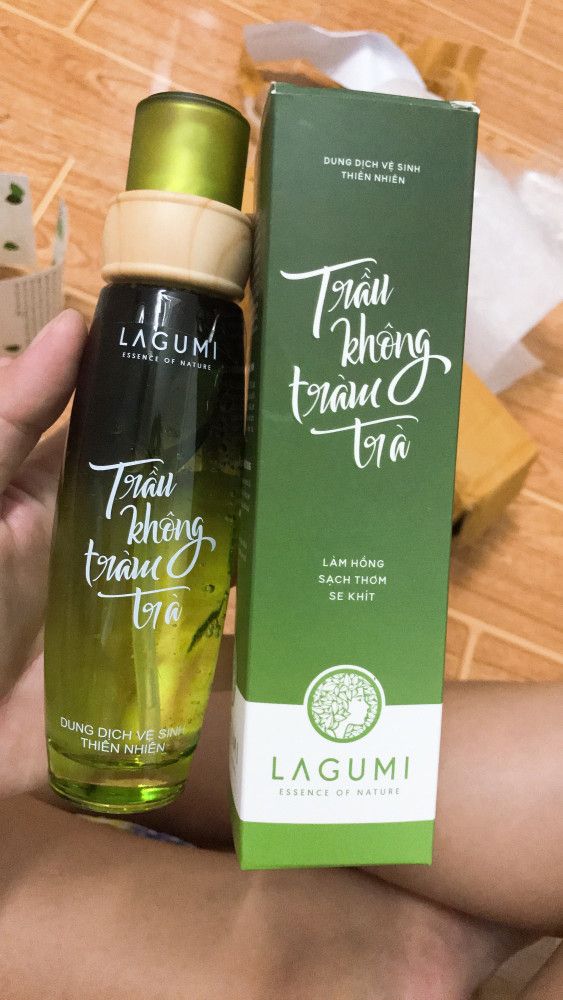 LAGUMI
ESSENCE OF NATURE
Trầu
không
tràm
trà
DUNG DỊCH VỆ SINH
THIÊN NHIÊN
DUNG DỊCH VỆ SINH
THIÊN NHIÊN
Trầu
không
tràm
trà
LÀM HỒNG
SẠCH THƠM
SE KHÍT
LAGUMI
ESSENCE OF NATURE